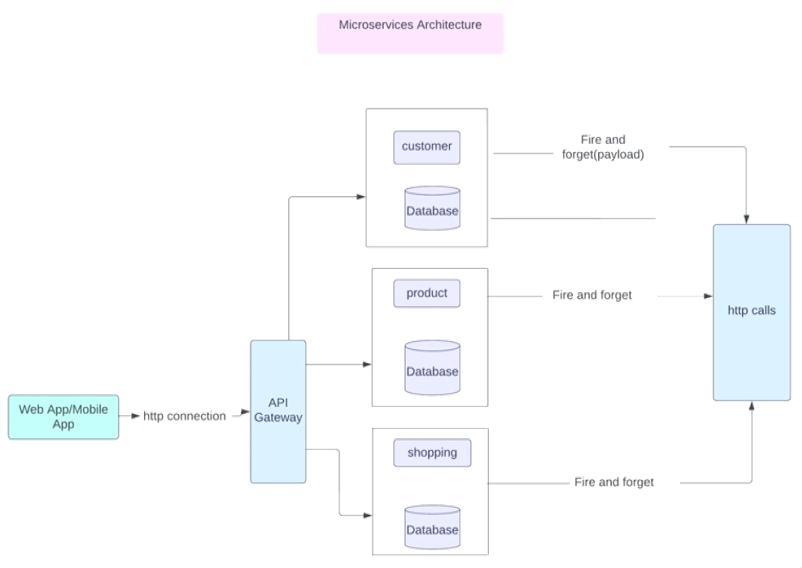 Microservices Architecture
customer
Database
Fire and
forget(payload)
product
Database
Fire and forget
http calls
Web App/Mobile
App
http connection
API
Gateway
shopping
Database
Fire and forget